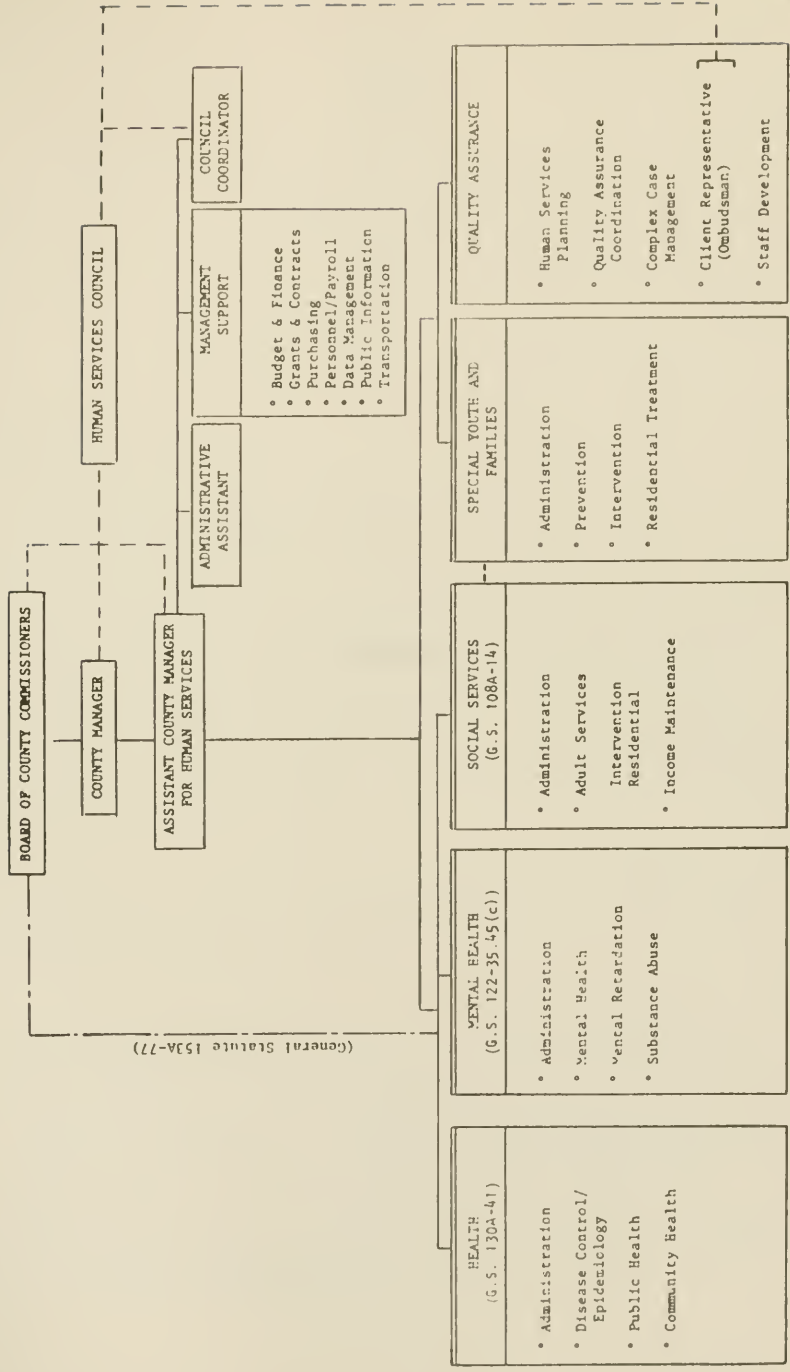 BOARD OF COUNTY COMMISSIONERS
COUNTY MANAGER
HUMAN SERVICES COUNCIL
ASSISTANT COUNTY MANAGER
FOR HUMAN SERVICES
ADMINISTRATIVE
ASSISTANT
MANAGEMENT
SUPPORT
• Budget & Finance
• Grants & Contracts
• Purchasing
• Personnel/Payroll
• Data Management
• Public Information
• Transportation
COUNCIL
COORDINATOR
(General Statute 153A-77)
HEALTH
(G.S. 130A-41)
• Administration
• Disease Control/
Epidemiology
• Public Health
• Community Health
MENTAL HEALTH
(G.S. 122-35.45(c))
• Administration
• Mental Health
• Mental Retardation
• Substance Abuse
SOCIAL SERVICES
(G.S. 108A-14)
• Administration
• Adult Services
Intervention
Residential
• Income Maintenance
SPECIAL YOUTH AND
FAMILIES
• Administration
• Prevention
• Intervention
• Residential Treatment
QUALITY ASSURANCE
• Human Services
Planning
• Quality Assurance
Coordination
• Complex Case
Management
• Client Representative
(Ombudsman)
• Staff Development